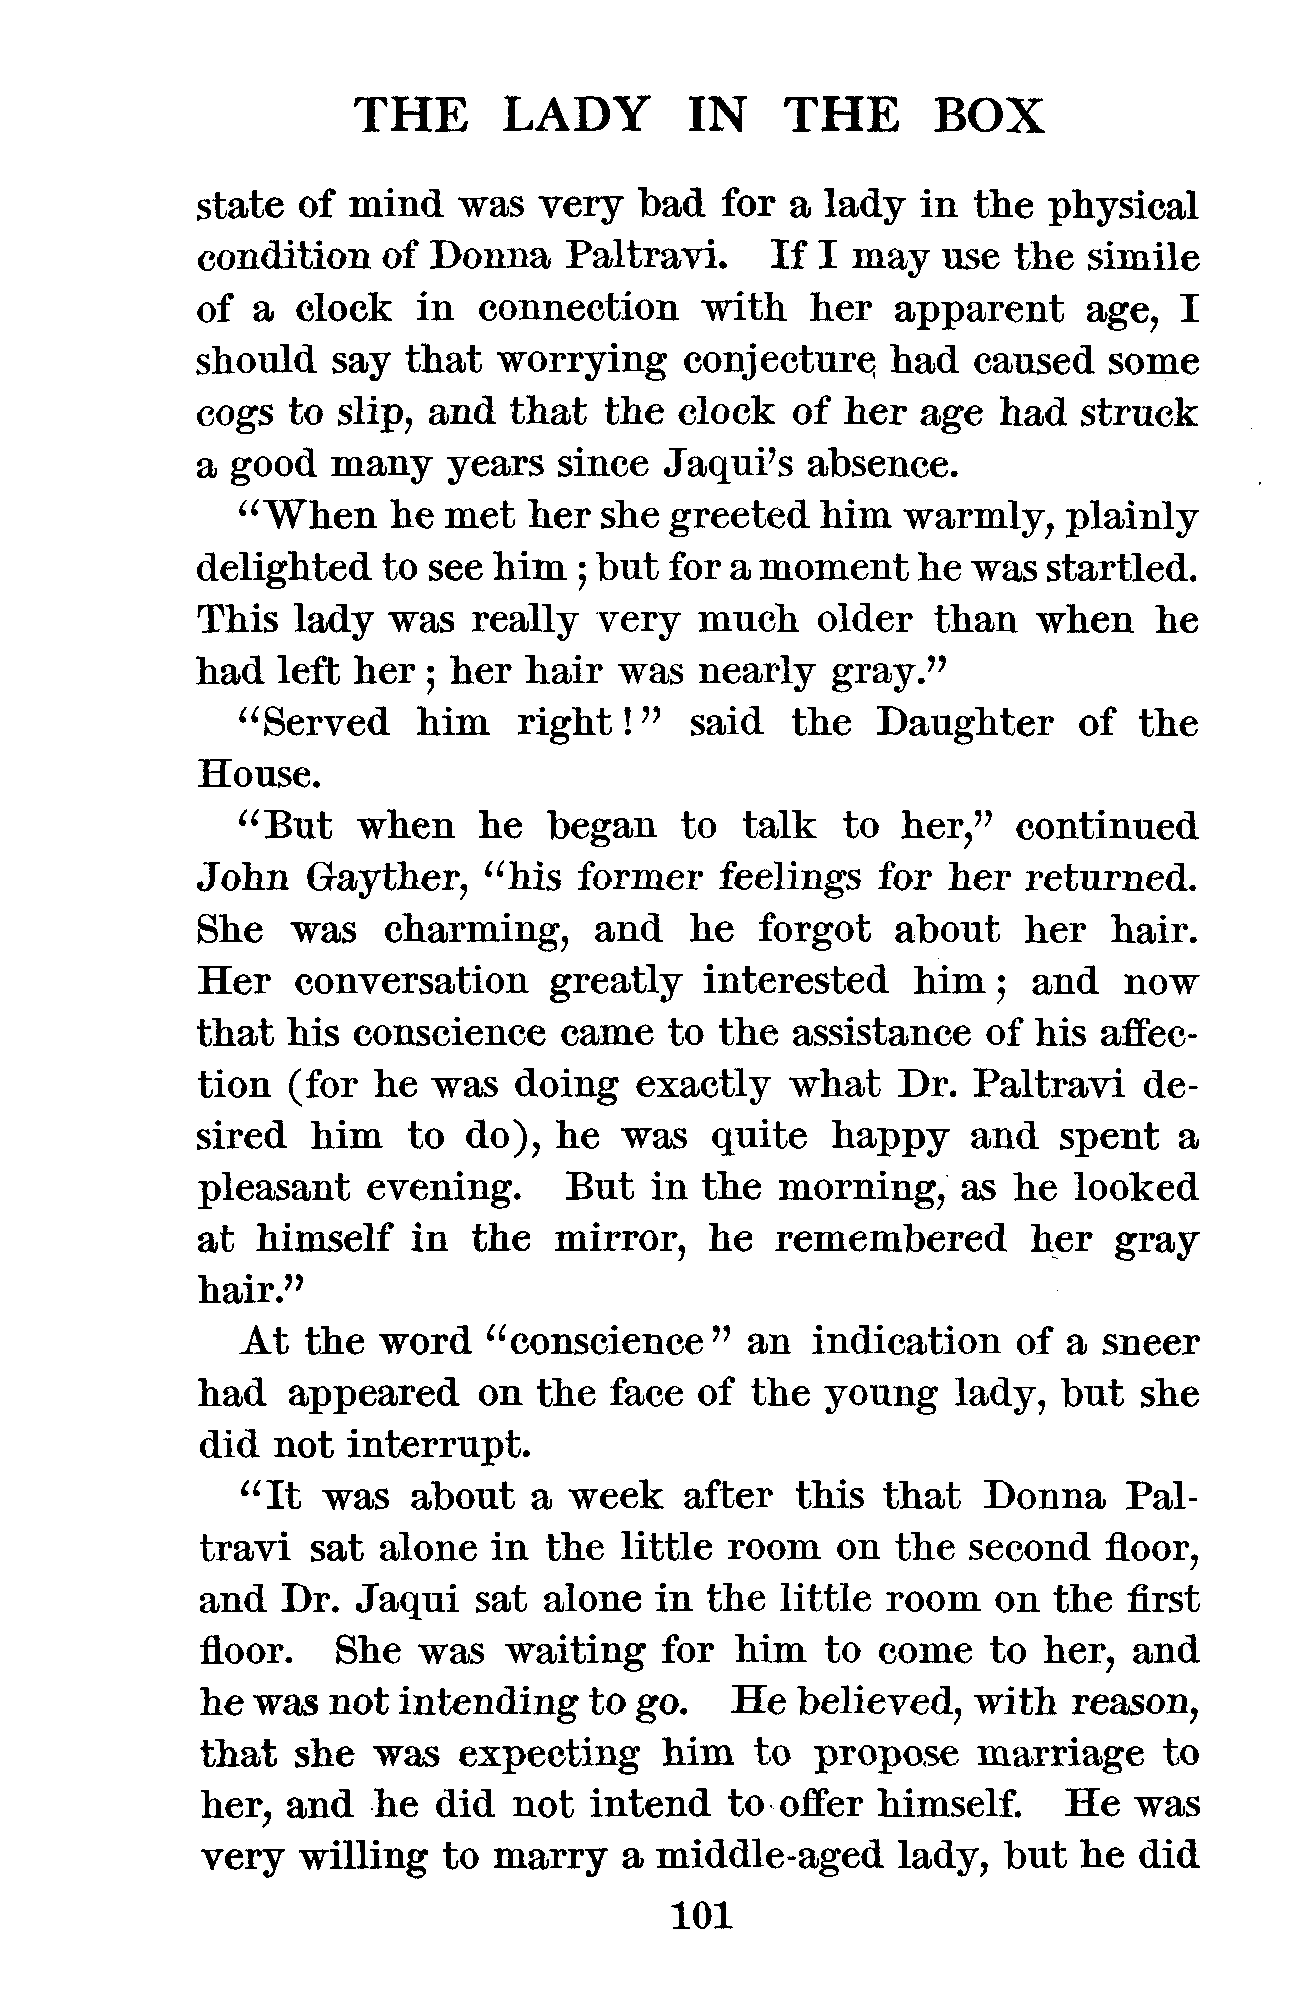 THE LADY IN THE BOX
state of mind was very bad for a lady in the physical
condition of Donna Paltravi. If I may use the simile
of a clock in connection with her apparent age, I
should say that worrying conjecture had caused some
cogs to slip, and that the clock of her age had struck
a good many years since Jaqui's absence.
"When he met her she greeted him warmly, plainly
delighted to see him; but for a moment he was startled.
This lady was really very much older than when he
had left her; her hair was nearly gray."
"Served him right!" said the Daughter of the
House.
"But when he began to talk to her," continued
John Gayther, "his former feelings for her returned.
She was charming, and he forgot about her hair.
Her conversation greatly interested him; and now
that his conscience came to the assistance of his affec-
tion (for he was doing exactly what Dr. Paltravi de-
sired him to do), he was quite happy and spent a
pleasant evening. But in the morning, as he looked
at himself in the mirror, he remembered her gray
hair."
At the word "conscience" an indication of a sneer
had appeared on the face of the young lady, but she
did not interrupt.
"It was about a week after this that Donna Pal-
travi sat alone in the little room on the second floor,
and Dr. Jaqui sat alone in the little room on the first
floor. She was waiting for him to come to her, and
he was not intending to go. He believed, with reason,
that she was expecting him to propose marriage to
her, and he did not intend to offer himself. He was
very willing to marry a middle-aged lady, but he did
101